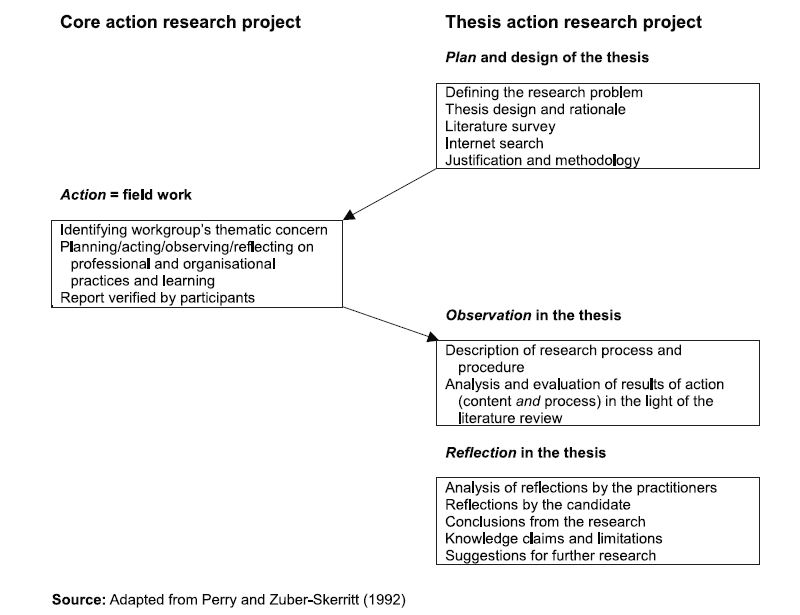 Core action research project
Thesis action research project
Plan and design of the thesis
Defining the research problem
Thesis design and rationale
Literature survey
Internet search
Justification and methodology
Action = field work
Identifying workgroup's thematic concern
Planning/acting/observing/reflecting on
professional and organisational
practices and learning
Report verified by participants
Observation in the thesis
Description of research process and
procedure
Analysis and evaluation of results of action
(content and process) in the light of the
literature review
Reflection in the thesis
Analysis of reflections by the practitioners
Reflections by the candidate
Conclusions from the research
Knowledge claims and limitations
Suggestions for further research
Source: Adapted from Perry and Zuber-Skerritt (1992)